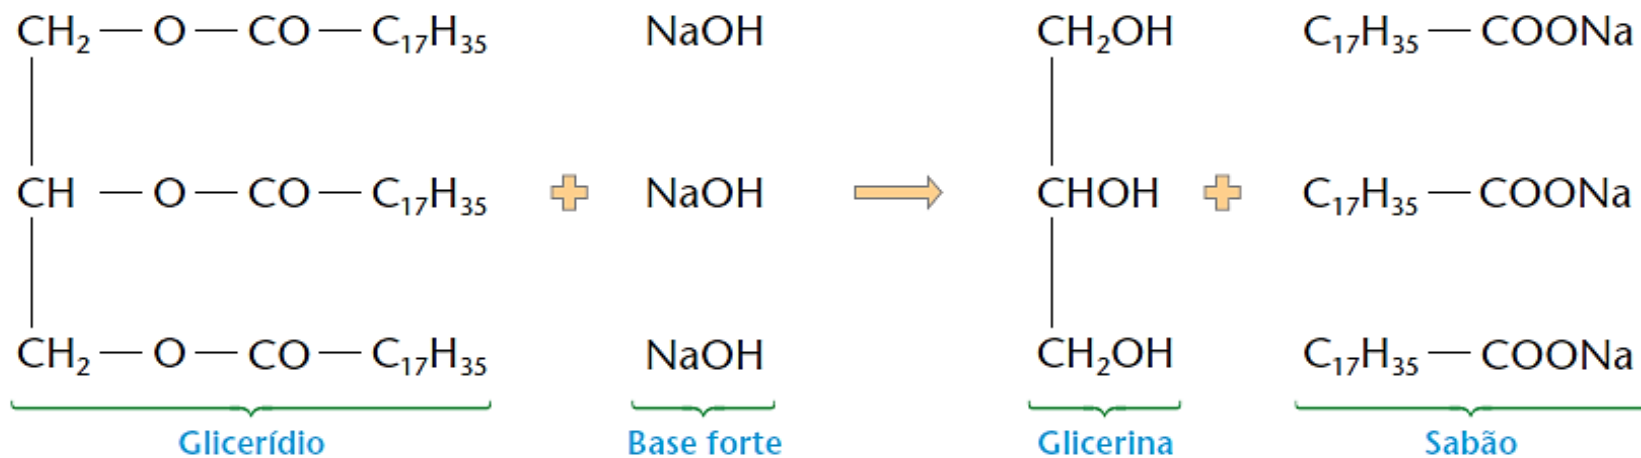 CH₂ — O — CO — C₁₇H₃₅ NaOH CH₂OH C₁₇H₃₅ — COONa
CH — O — CO — C₁₇H₃₅ + NaOH → CHOH + C₁₇H₃₅ — COONa
CH₂ — O — CO — C₁₇H₃₅ NaOH CH₂OH C₁₇H₃₅ — COONa
Glicerídio Base forte Glicerina Sabão